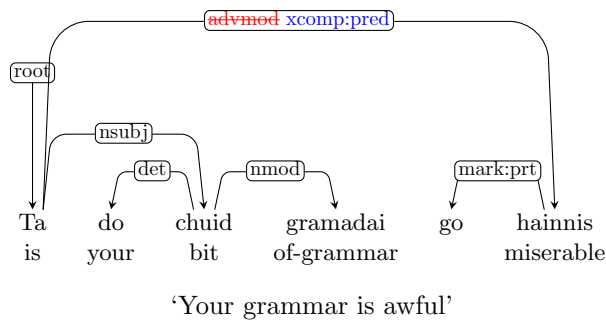 advmod xcomp:pred
root
nsubj
det nmod mark:prt
Ta do chuid gramadai go hainnis
is your bit of-grammar miserable
‘Your grammar is awful’